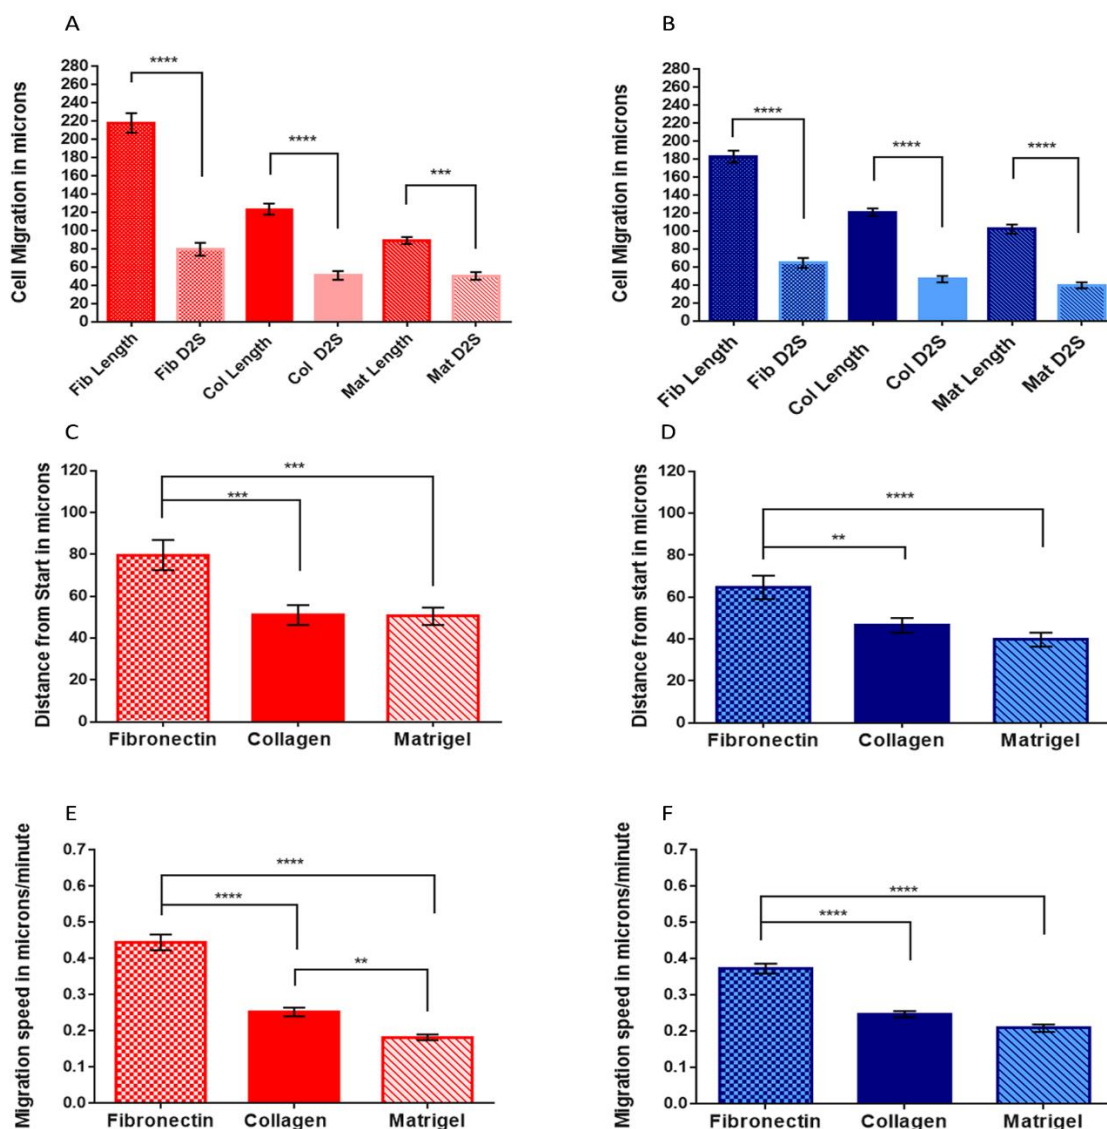 A
Cell Migration in microns
280
260
240
220
200
180
160
140
120
100
80
60
40
20
0
****
****
***
Fib Length
Fib D2S
Col Length
Col D2S
Mat Length
Mat D2S
B
Cell Migration in microns
280
260
240
220
200
180
160
140
120
100
80
60
40
20
0
****
****
****
Fib Length
Fib D2S
Col Length
Col D2S
Mat Length
Mat D2S
C
Distance from Start in microns
120
100
80
60
40
20
0
***
***
Fibronectin
Collagen
Matrigel
D
Distance from start in microns
120
100
80
60
40
20
0
****
**
Fibronectin
Collagen
Matrigel
E
Migration speed in microns/minute
0.7
0.6
0.5
0.4
0.3
0.2
0.1
0.0
****
****
**
Fibronectin
Collagen
Matrigel
F
Migration speed in microns/minute
0.7
0.6
0.5
0.4
0.3
0.2
0.1
0.0
****
****
Fibronectin
Collagen
Matrigel